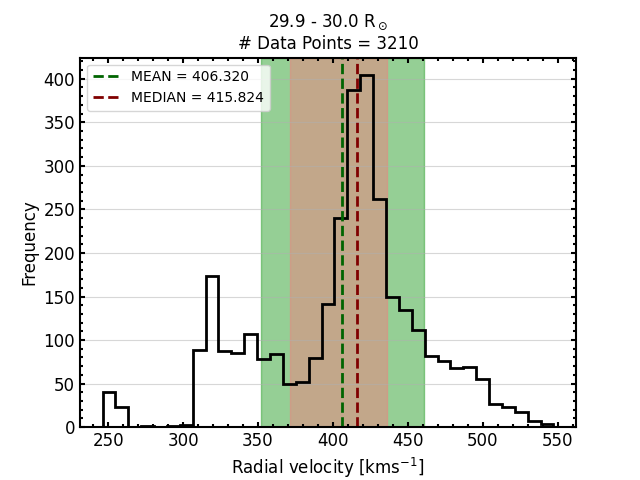 29.9 - 30.0 R⊙
# Data Points = 3210
MEAN = 406.320
MEDIAN = 415.824
Frequency
400
350
300
250
200
150
100
50
0
250 300 350 400 450 500 550
Radial velocity [kms⁻¹]